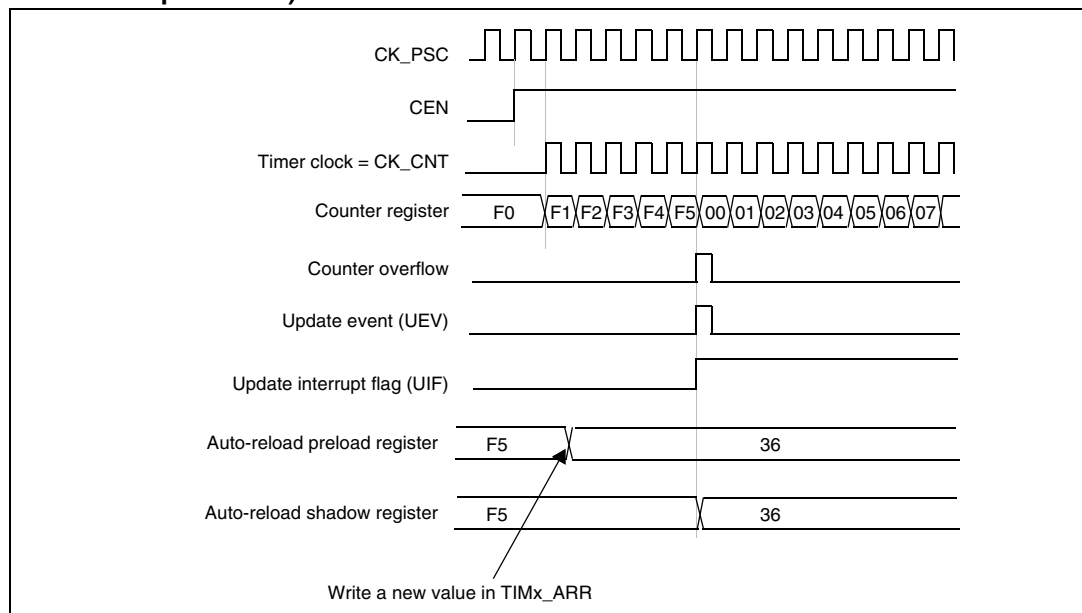 CK_PSC
CEN
Timer clock = CK_CNT
Counter register F0 F1 F2 F3 F4 F5 00 01 02 03 04 05 06 07
Counter overflow
Update event (UEV)
Update interrupt flag (UIF)
Auto-reload preload register F5 36
Auto-reload shadow register F5 36
Write a new value in TIMx_ARR